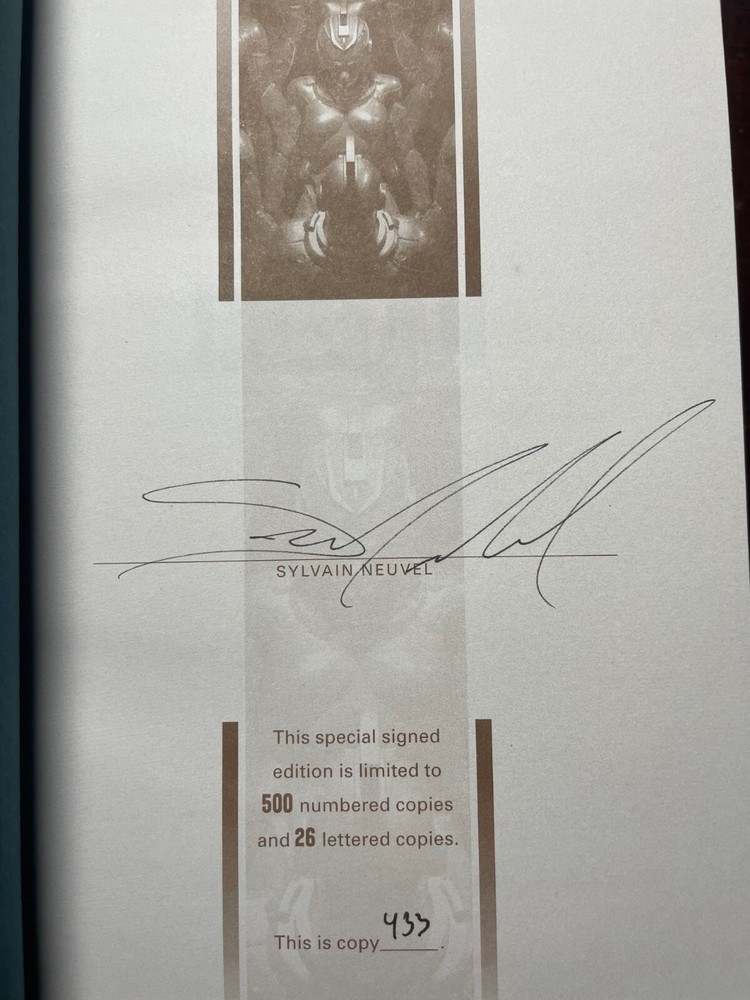 SYLVAIN NEUVEL
This special signed
edition is limited to
500 numbered copies
and 26 lettered copies.
This is copy 433.